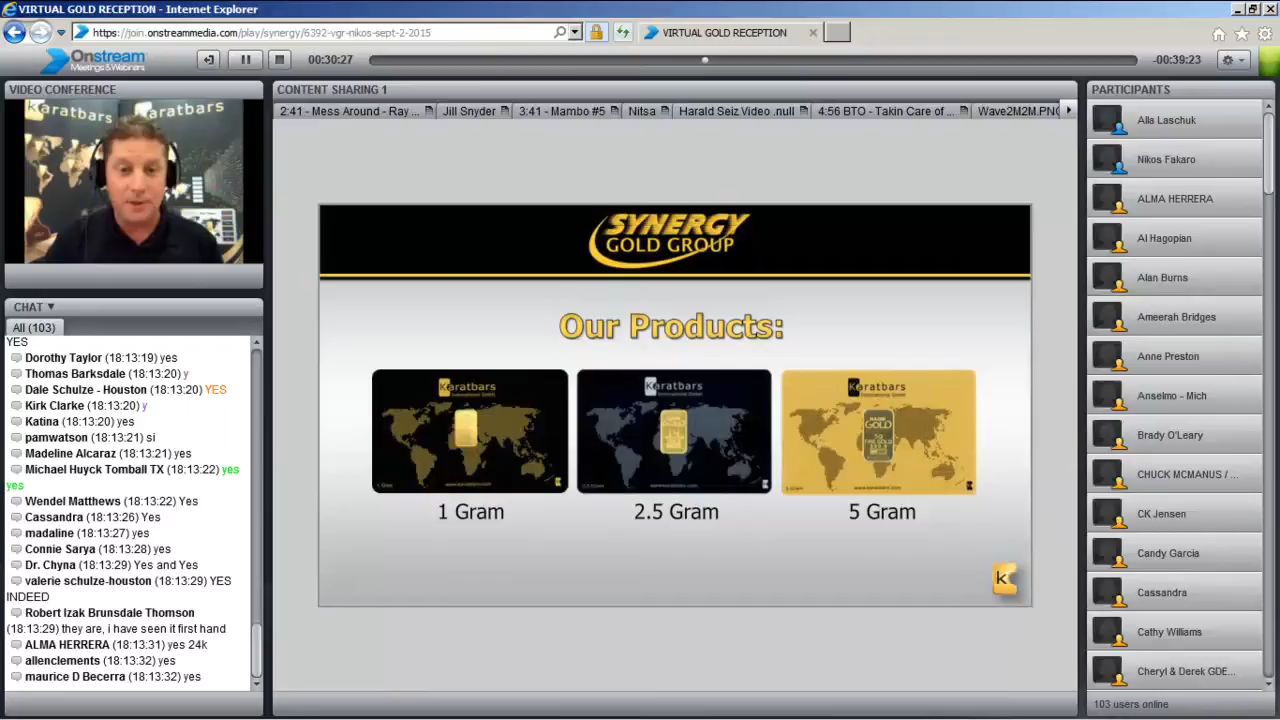 VIRTUAL GOLD RECEPTION - Internet Explorer
https://join.onstreammedia.com/play/synergy/6392-vgr-nikos-sept-2-2015
VIRTUAL GOLD RECEPTION
Onstream
Meetings & Webinars
00:30:27
-00:39:23
VIDEO CONFERENCE
Karatbars
Karatbars
CHAT
All (103)
YES
Dorothy Taylor (18:13:19) yes
Thomas Barksdale (18:13:20) y
Dale Schulze - Houston (18:13:20) YES
Kirk Clarke (18:13:20) y
Katina (18:13:20) yes
pamwatson (18:13:21) si
Madeline Alcaraz (18:13:22) yes
Michael Huyck Tomball TX (18:13:22) yes
yes
Wendel Matthews (18:13:22) Yes
Cassandra (18:13:26) Yes
madaline (18:13:27) yes
Connie Sarya (18:13:28) yes
Dr. Chyna (18:13:29) Yes and Yes
valerie schulze-houston (18:13:29) YES
INDEED
Robert Izak Brunsdale Thomson
(18:13:29) they are, i have seen it first hand
ALMA HERRERA (18:13:31) yes 24k
allenclements (18:13:32) yes
maurice D Becerra (18:13:32) yes
CONTENT SHARING 1
2:41 - Mess Around - Ray ... Jill Snyder 3:41 - Mambo #5 Nitsa Harald Seiz Video .null 4:56 BTO - Takin Care of ... Wave2M2M.PNG
SYNERGY
GOLD GROUP
Our Products:
Karatbars
Karatbars
Karatbars
GOLD
1 Gram
2.5 Gram
5 Gram
k
PARTICIPANTS
Alla Laschuk
Nikos Fakaro
ALMA HERRERA
Al Hagopian
Alan Burns
Ameerah Bridges
Anne Preston
Anselmo - Mich
Brady O'Leary
CHUCK MCMANUS / ...
CK Jensen
Candy Garcia
Cassandra
Cathy Williams
Cheryl & Derek GDE...
103 users online